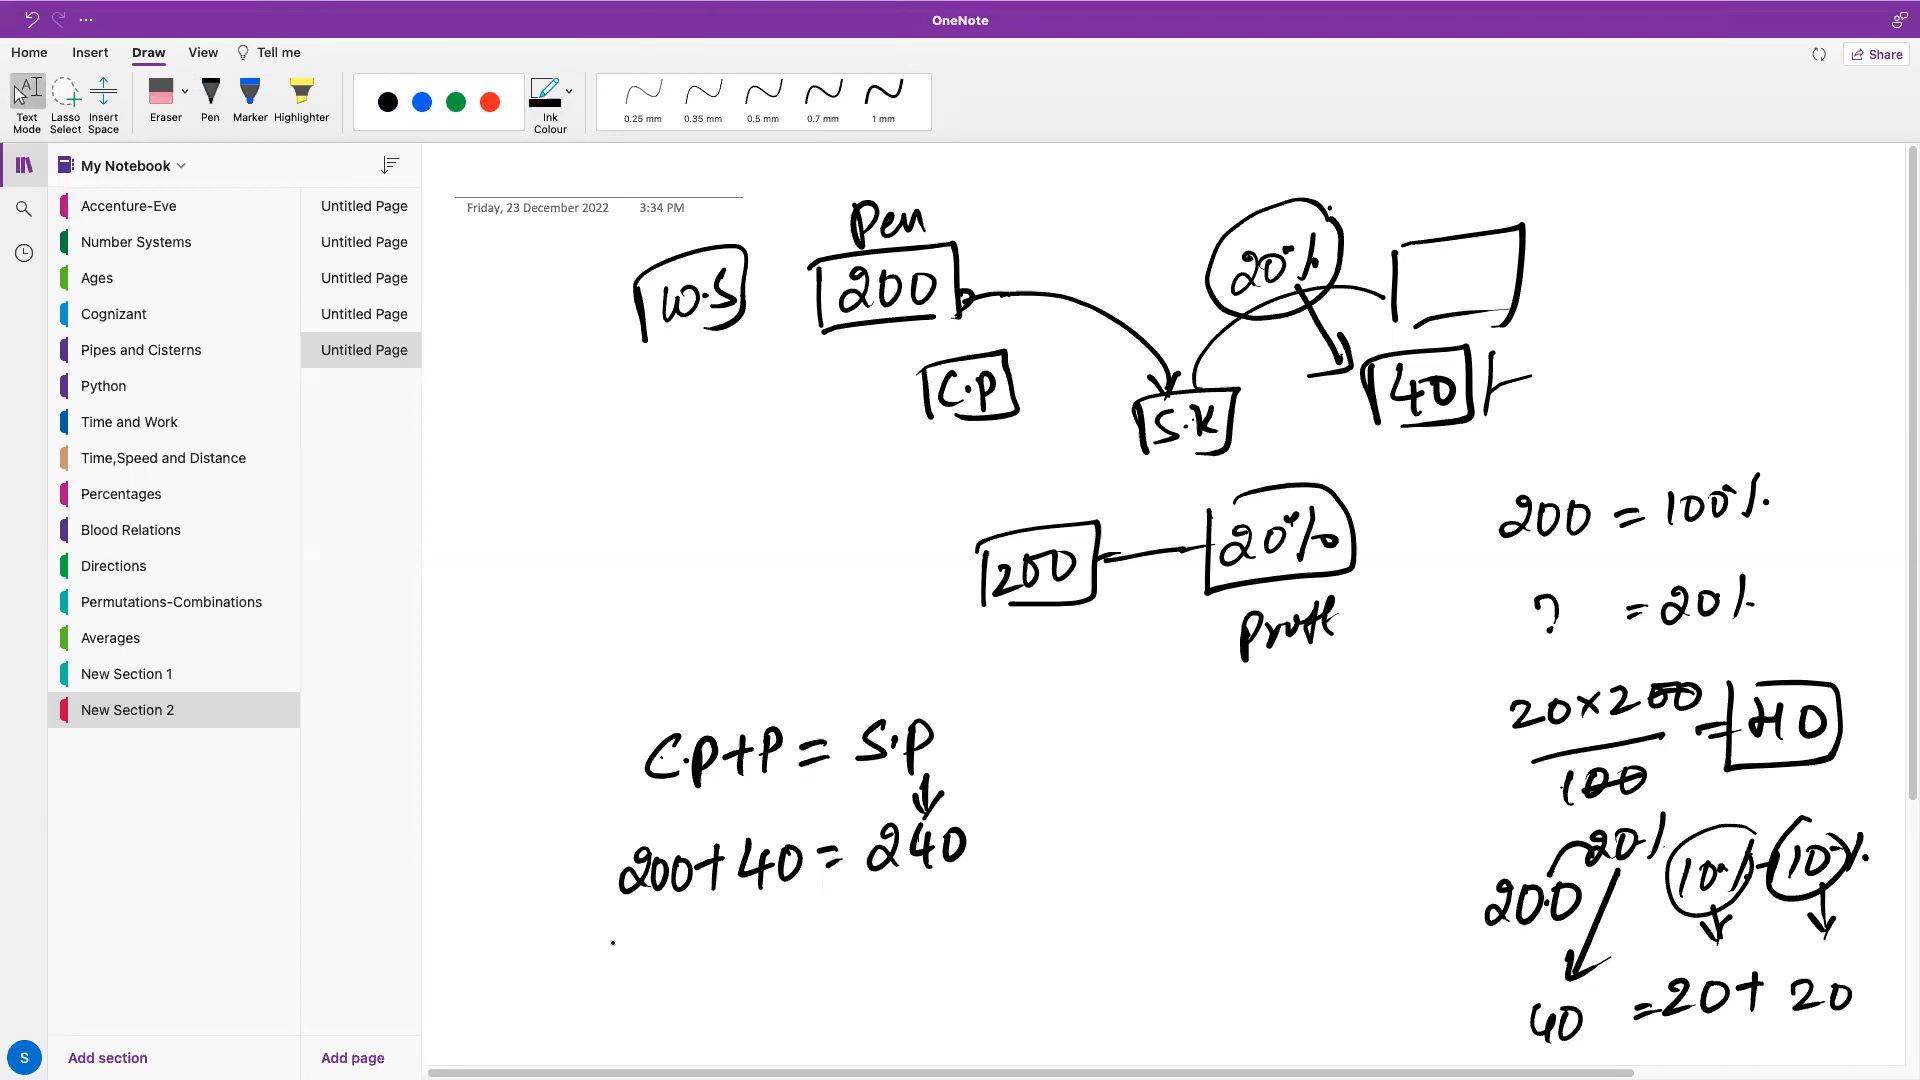 OneNote
Home Insert Draw View Tell me
Share
Text Mode
Lasso Select
Insert Space
Eraser
Pen
Marker
Highlighter
Ink Colour
0.25 mm
0.35 mm
0.5 mm
0.7 mm
1 mm
My Notebook
Accenture-Eve
Number Systems
Ages
Cognizant
Pipes and Cisterns
Python
Time and Work
Time,Speed and Distance
Percentages
Blood Relations
Directions
Permutations-Combinations
Averages
New Section 1
New Section 2
Untitled Page
Untitled Page
Untitled Page
Untitled Page
Untitled Page
Add section
Add page
S
Friday, 23 December 2022 3:34 PM
Pen
W.S 200 20%
C.P S.K 40
200 20%
Profit
200 = 100%
? = 20%
20×200
100
= 40
C.P+P = S.P
200+40 = 240
200 20% 10% 10%
40 = 20 + 20